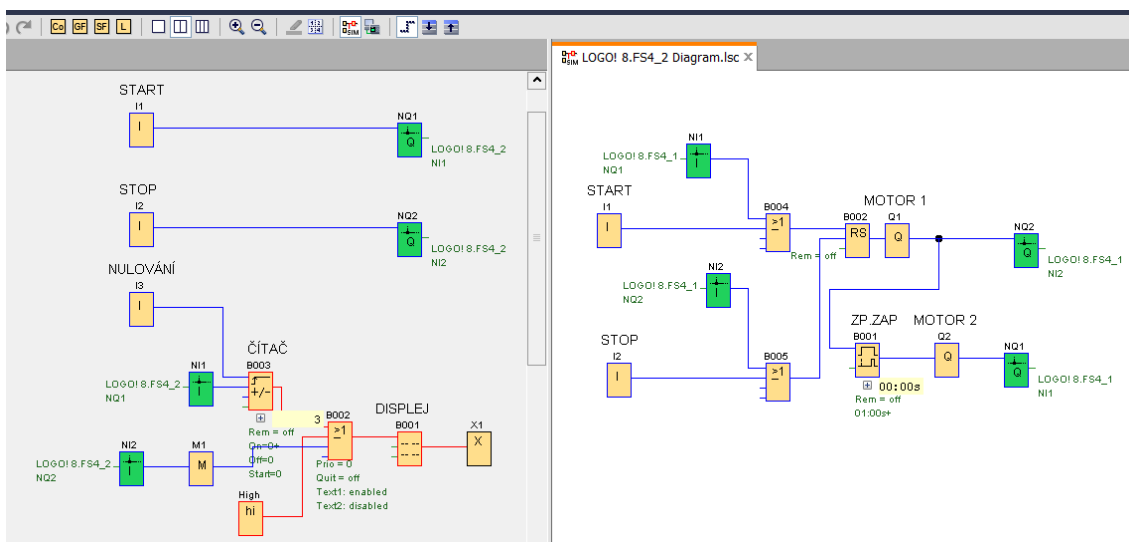 Co GF SF L
SIM
LOGO! 8.FS4_2 Diagram.lsc
START
I1
I
NQ1
Q
LOGO! 8.FS4_2
NI1
STOP
I2
I
NQ2
Q
LOGO! 8.FS4_2
NI2
NULOVÁNÍ
I3
I
ČÍTAČ
B003
+/-
NI1
I
LOGO! 8.FS4_2
NQ1
3
Rem = off
On=0+
Off=0
Start=0
B002
≥1
Prio = 0
Quit = off
Text1: enabled
Text2: disabled
DISPLEJ
B001
X1
X
NI2
I
LOGO! 8.FS4_2
NQ2
M1
M
High
hi
NI1
I
LOGO! 8.FS4_1
NQ1
START
I1
I
B004
≥1
MOTOR 1
B002
RS
Rem = off
Q1
Q
NQ2
Q
LOGO! 8.FS4_1
NI2
NI2
I
LOGO! 8.FS4_1
NQ2
STOP
I2
I
B005
≥1
ZP.ZAP
B001
00:00s
Rem = off
01:00s+
MOTOR 2
Q2
Q
NQ1
Q
LOGO! 8.FS4_1
NI1